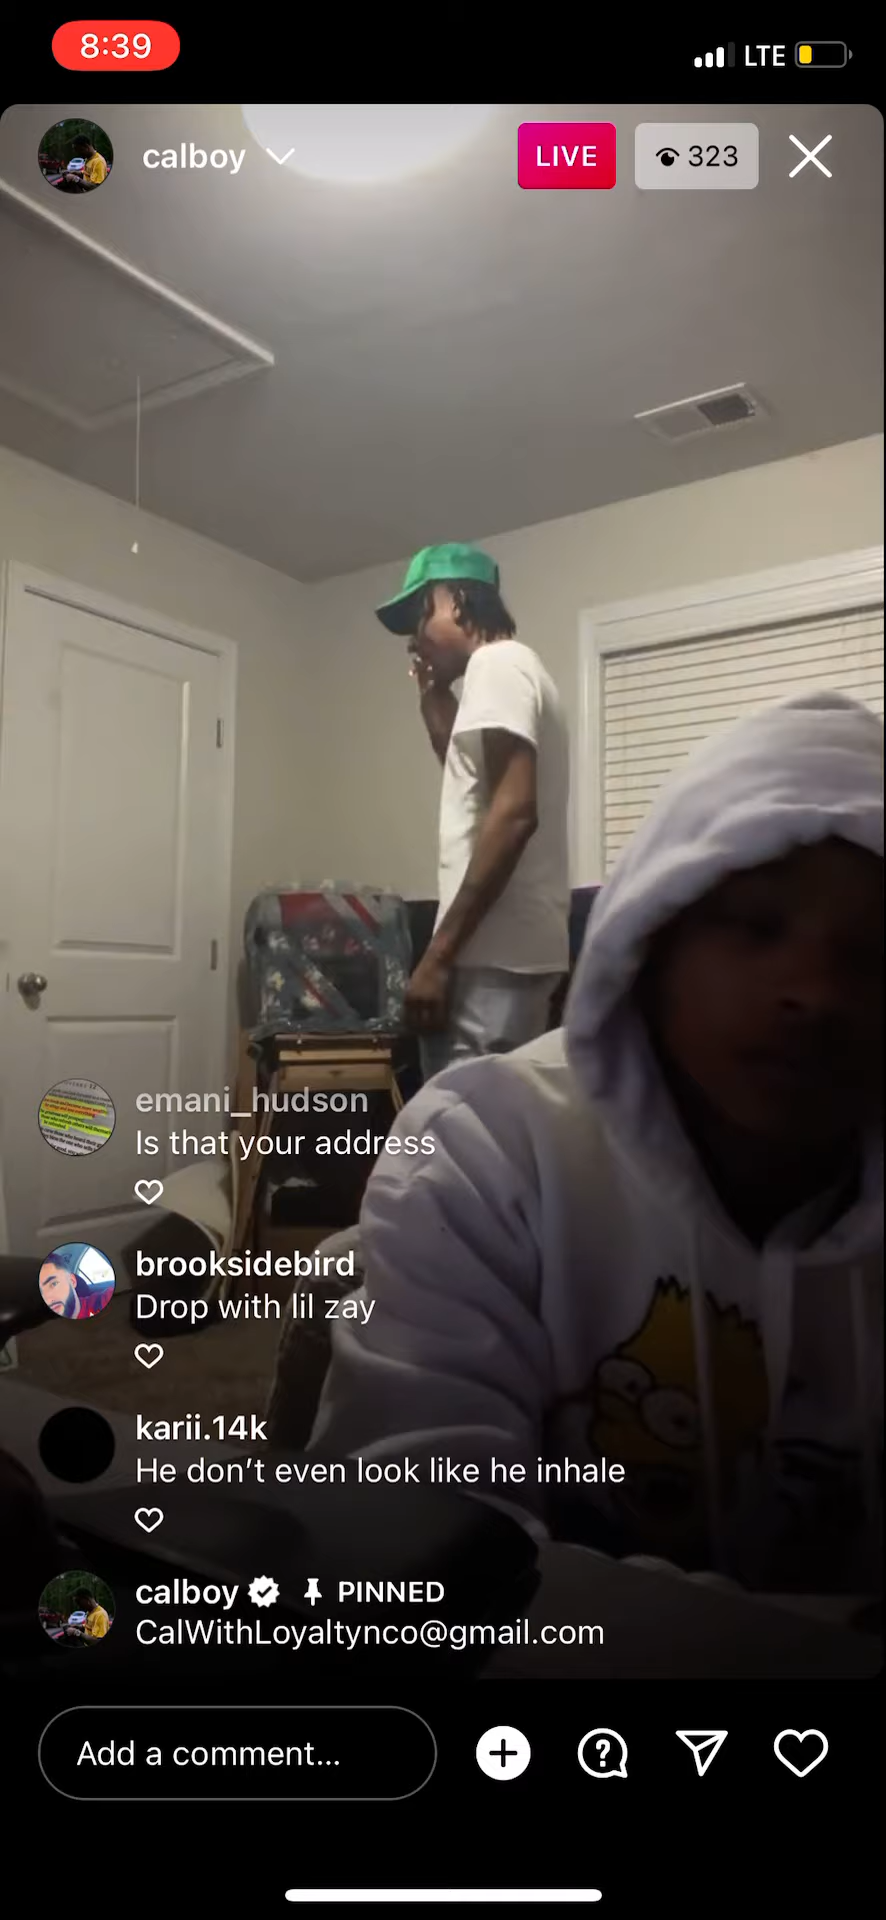 8:39
LTE
calboy
LIVE
323
emani_hudson
Is that your address
brooksidebird
Drop with lil zay
karii.14k
He don't even look like he inhale
calboy PINNED
CalWithLoyaltynco@gmail.com
Add a comment...